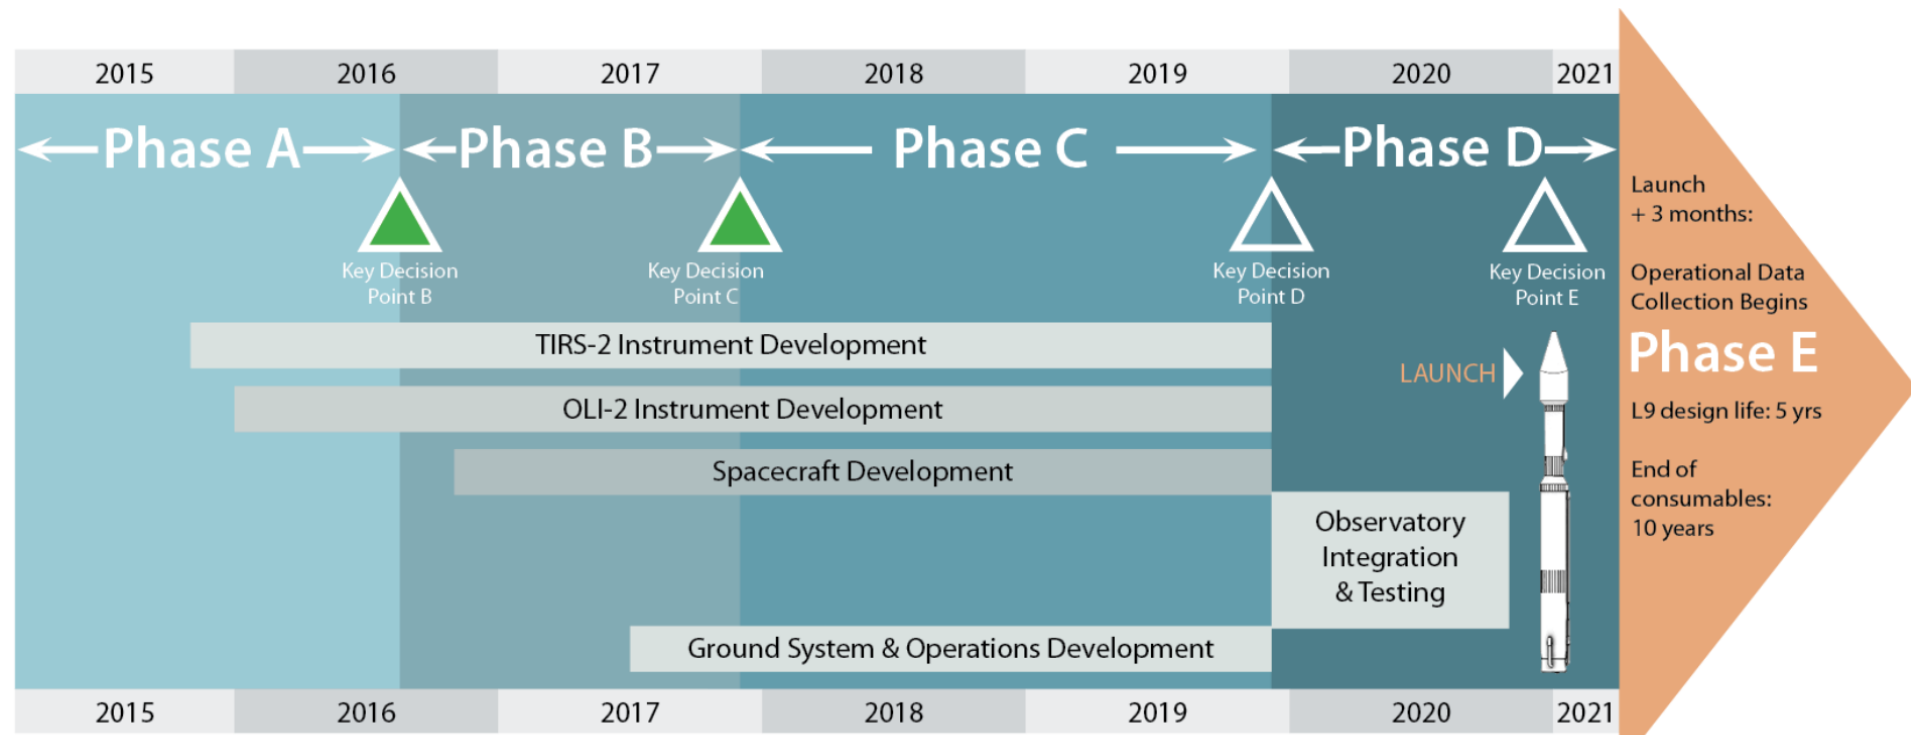 2015 2016 2017 2018 2019 2020 2021
Phase A Phase B Phase C Phase D
Key Decision
Point B
Key Decision
Point C
Key Decision
Point D
Key Decision
Point E
TIRS-2 Instrument Development
OLI-2 Instrument Development
Spacecraft Development
Observatory
Integration
& Testing
Ground System & Operations Development
LAUNCH
Launch
+ 3 months:
Operational Data
Collection Begins
Phase E
L9 design life: 5 yrs
End of
consumables:
10 years
2015 2016 2017 2018 2019 2020 2021